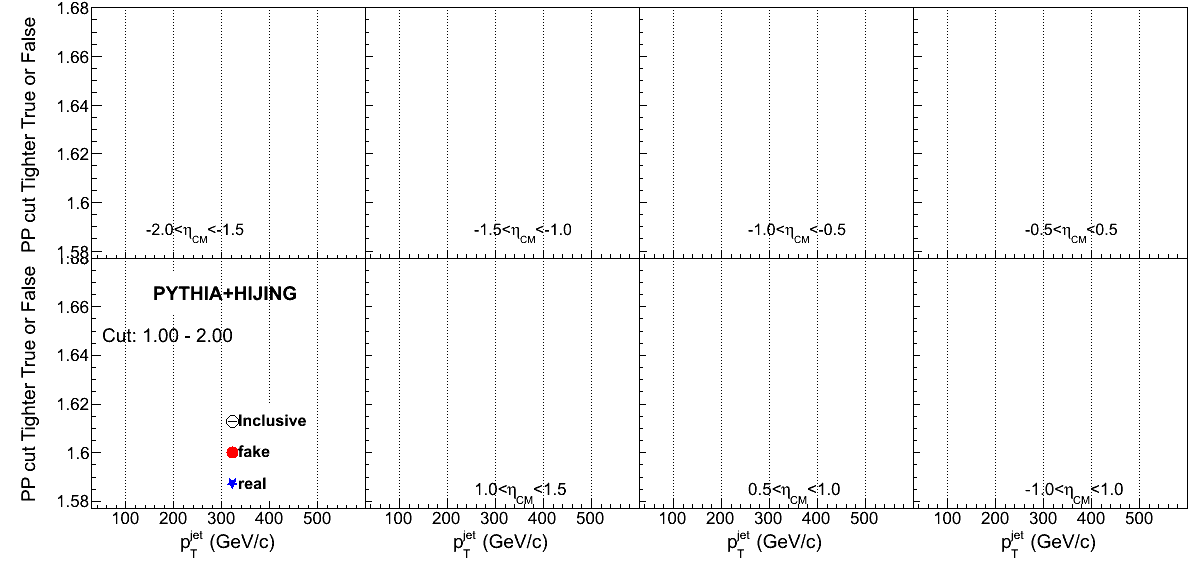 PP cut Tighter True or False
1.68
1.66
1.64
1.62
1.6
1.58
-2.0<η_CM<-1.5
-1.5<η_CM<-1.0
-1.0<η_CM<-0.5
-0.5<η_CM<0.5
PP cut Tighter True or False
1.68
1.66
1.64
1.62
1.6
1.58
PYTHIA+HIJING
Cut: 1.00 - 2.00
Inclusive
fake
real
1.0<η_CM<1.5
0.5<η_CM<1.0
-1.0<η_CM<1.0
100 200 300 400 500
100 200 300 400 500
100 200 300 400 500
100 200 300 400 500
p_T^jet (GeV/c)
p_T^jet (GeV/c)
p_T^jet (GeV/c)
p_T^jet (GeV/c)